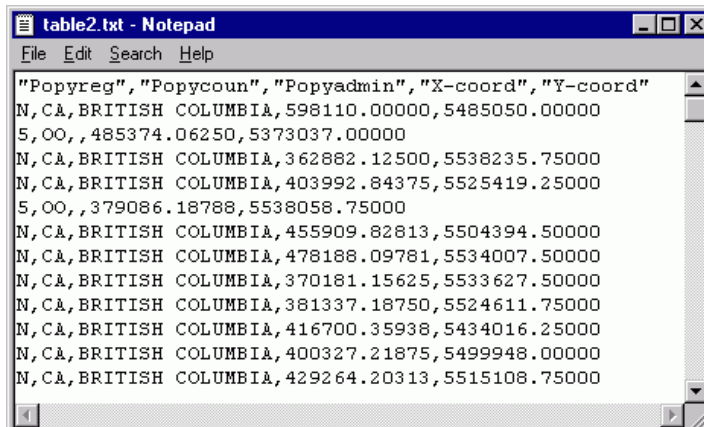 table2.txt - Notepad
File Edit Search Help
"Popyreg","Popycoun","Popyadmin","X-coord","Y-coord"
N,CA,BRITISH COLUMBIA,598110.00000,5485050.00000
5,OO,,485374.06250,5373037.00000
N,CA,BRITISH COLUMBIA,362882.12500,5538235.75000
N,CA,BRITISH COLUMBIA,403992.84375,5525419.25000
5,OO,,379086.18788,5538058.75000
N,CA,BRITISH COLUMBIA,455909.82813,5504394.50000
N,CA,BRITISH COLUMBIA,478188.09781,5534007.50000
N,CA,BRITISH COLUMBIA,370181.15625,5533627.50000
N,CA,BRITISH COLUMBIA,381337.18750,5524611.75000
N,CA,BRITISH COLUMBIA,416700.35938,5434016.25000
N,CA,BRITISH COLUMBIA,400327.21875,5499948.00000
N,CA,BRITISH COLUMBIA,429264.20313,5515108.75000